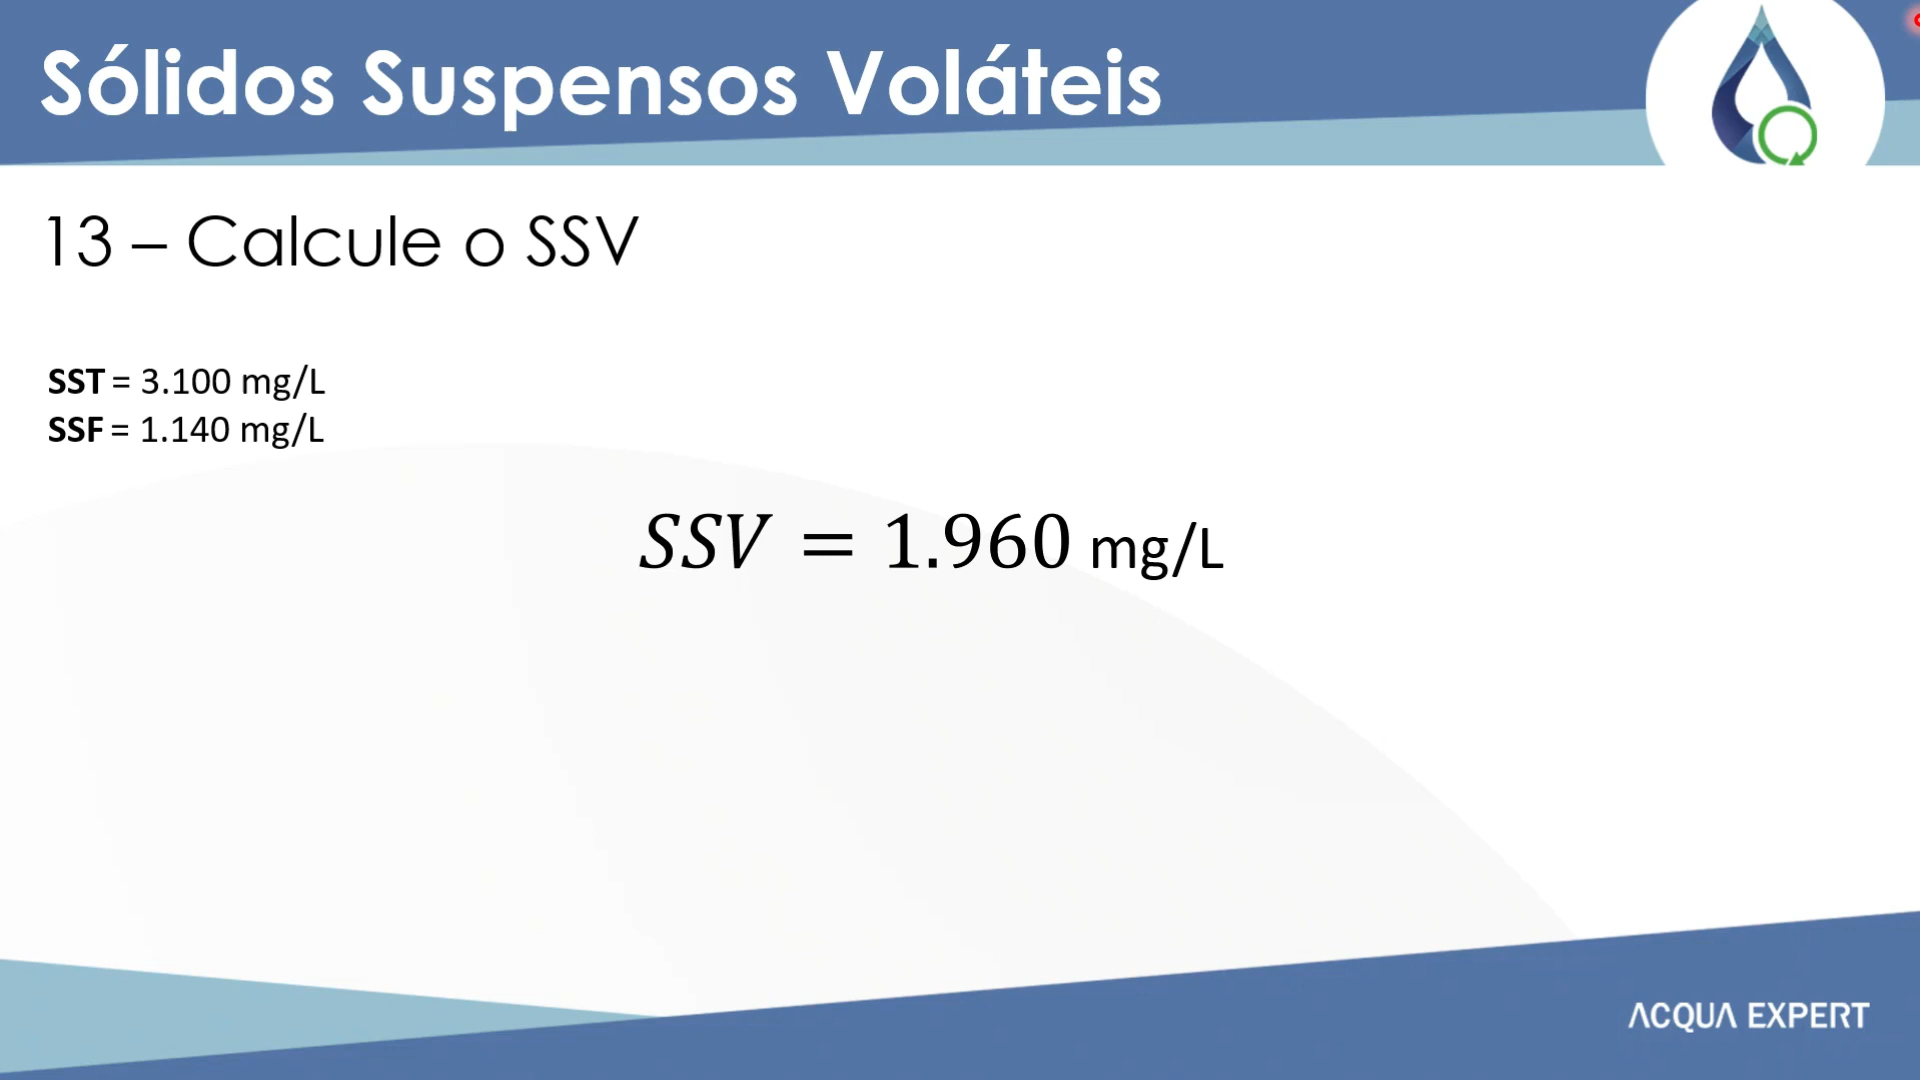 Sólidos Suspensos Voláteis
13 – Calcule o SSV
SST = 3.100 mg/L
SSF = 1.140 mg/L
SSV = 1.960 mg/L
ACQUA EXPERT